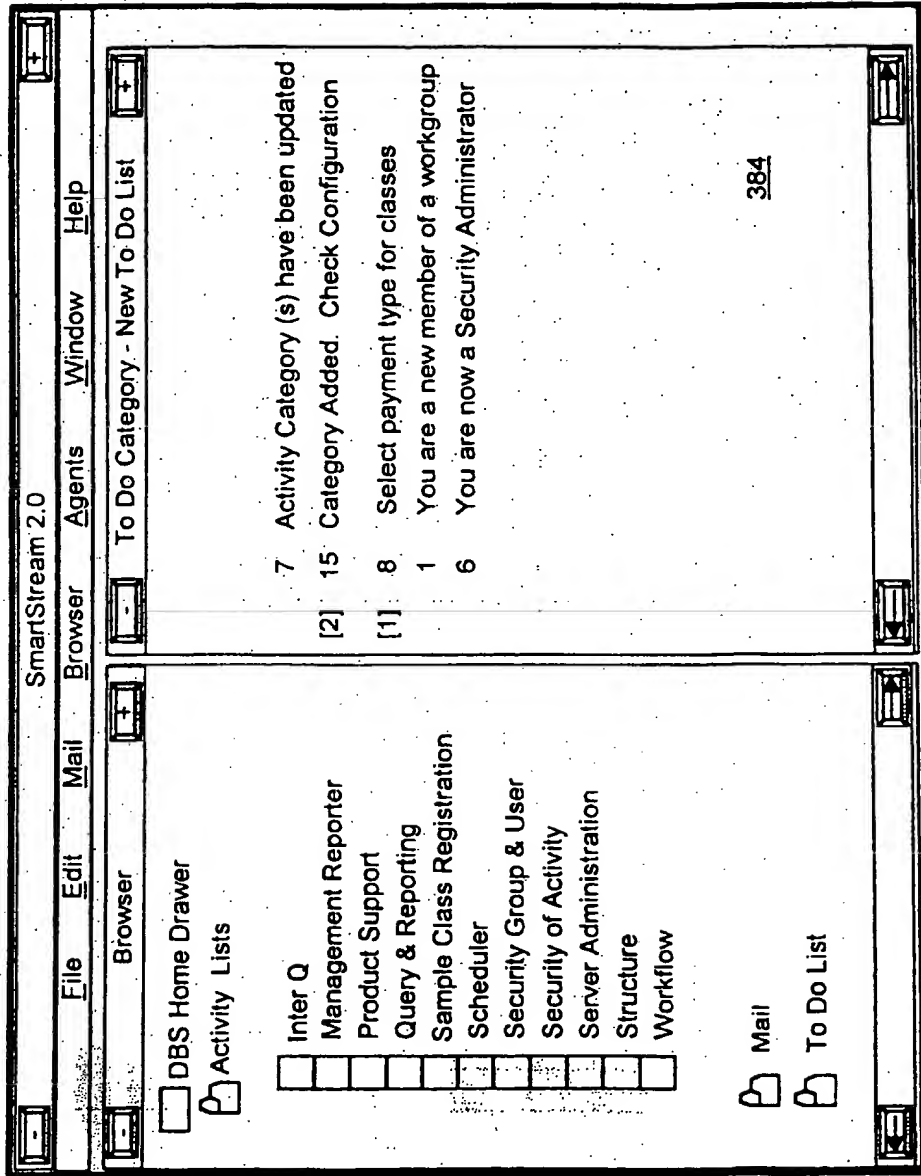 SmartStream 2.0
File Edit Mail Browser Agents Window Help
Browser
DBS Home Drawer
Activity Lists
Inter Q
Management Reporter
Product Support
Query & Reporting
Sample Class Registration
Scheduler
Security Group & User
Security of Activity
Server Administration
Structure
Workflow
Mail
To Do List
To Do Category - New To Do List
7 Activity Category (s) have been updated
[2] 15 Category Added. Check Configuration
[1] 8 Select payment type for classes
1 You are a new member of a workgroup
6 You are now a Security Administrator
384